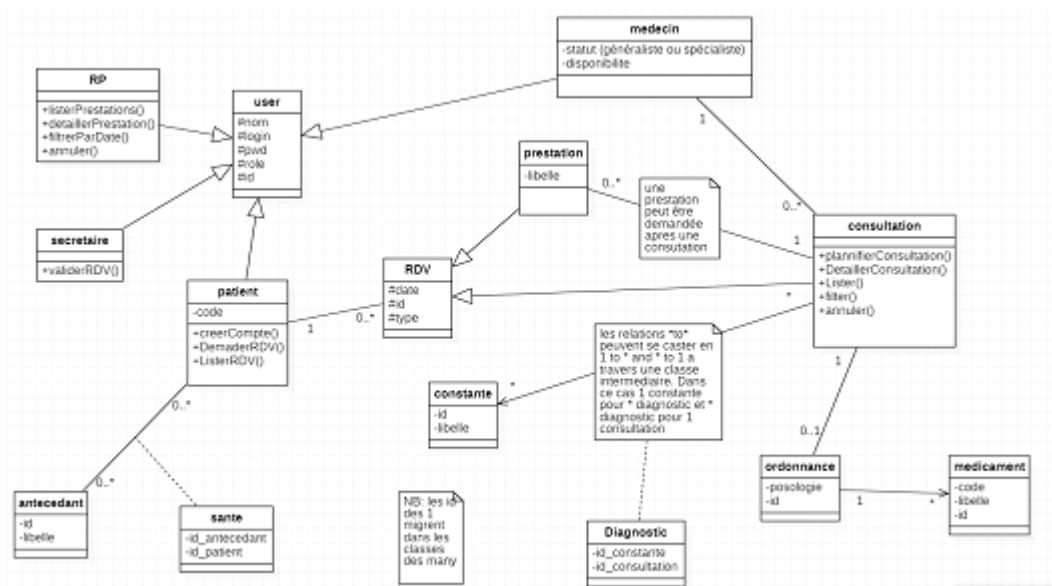 medecin
-statut (généraliste ou spécialiste)
-disponibilite
RP
+listerPrestations()
+detaillerPrestation()
+filtrerParDate()
+annuler()
user
#nom
#login
#pwd
#role
#id
1
prestation
-libelle
0..*
une
prestation
peut être
demandée
apres une
consutation
0..*
1
consultation
+plannifierConsultation()
+DetaillerConsultation()
+Lister()
+filter()
+annuler()
secretaire
+validerRDV()
RDV
#date
#id
#type
patient
-code
+creerCompte()
+DemaderRDV()
+ListerRDV()
1
0..*
*
les relations *to*
peuvent se caster en
1 to * and * to 1 a
travers une classe
intermediaire. Dans
ce cas 1 constante
pour * diagnostic et *
diagnostic pour 1
consultation
1
constante
-id
-libelle
*
0..*
0..1
ordonnance
-posologie
-id
1
*
medicament
-code
-libelle
-id
0..*
antecedant
-id
-libelle
sante
-id_antecedant
-id_patient
NB: les id
des 1
migrent
dans les
classes
des many
Diagnostic
-id_constante
-id_consultation